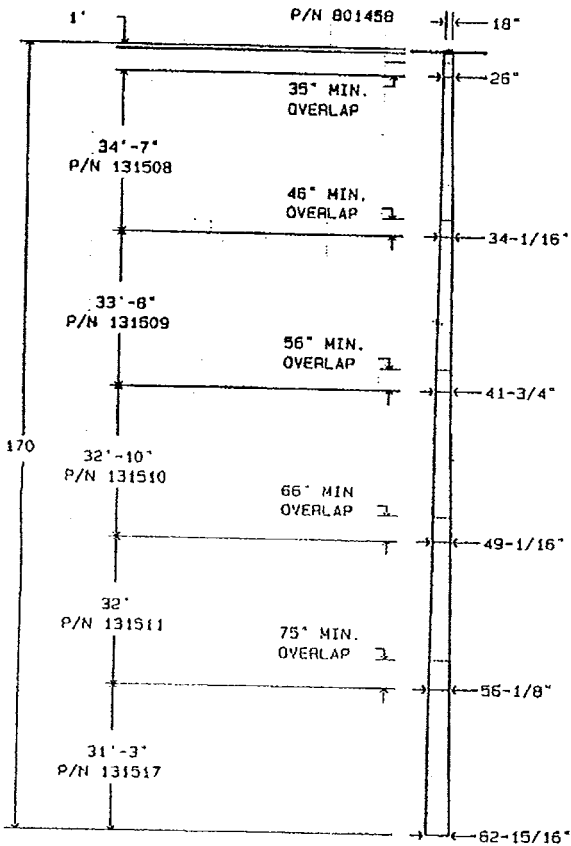 1'
P/N 801458
18"
26"
35" MIN.
OVERLAP
34'-7"
P/N 131508
46" MIN.
OVERLAP
34-1/16"
33'-8"
P/N 131509
56" MIN.
OVERLAP
41-3/4"
170
32'-10"
P/N 131510
66" MIN
OVERLAP
49-1/16"
32'
P/N 131511
75" MIN.
OVERLAP
56-1/8"
31'-3"
P/N 131517
62-15/16"